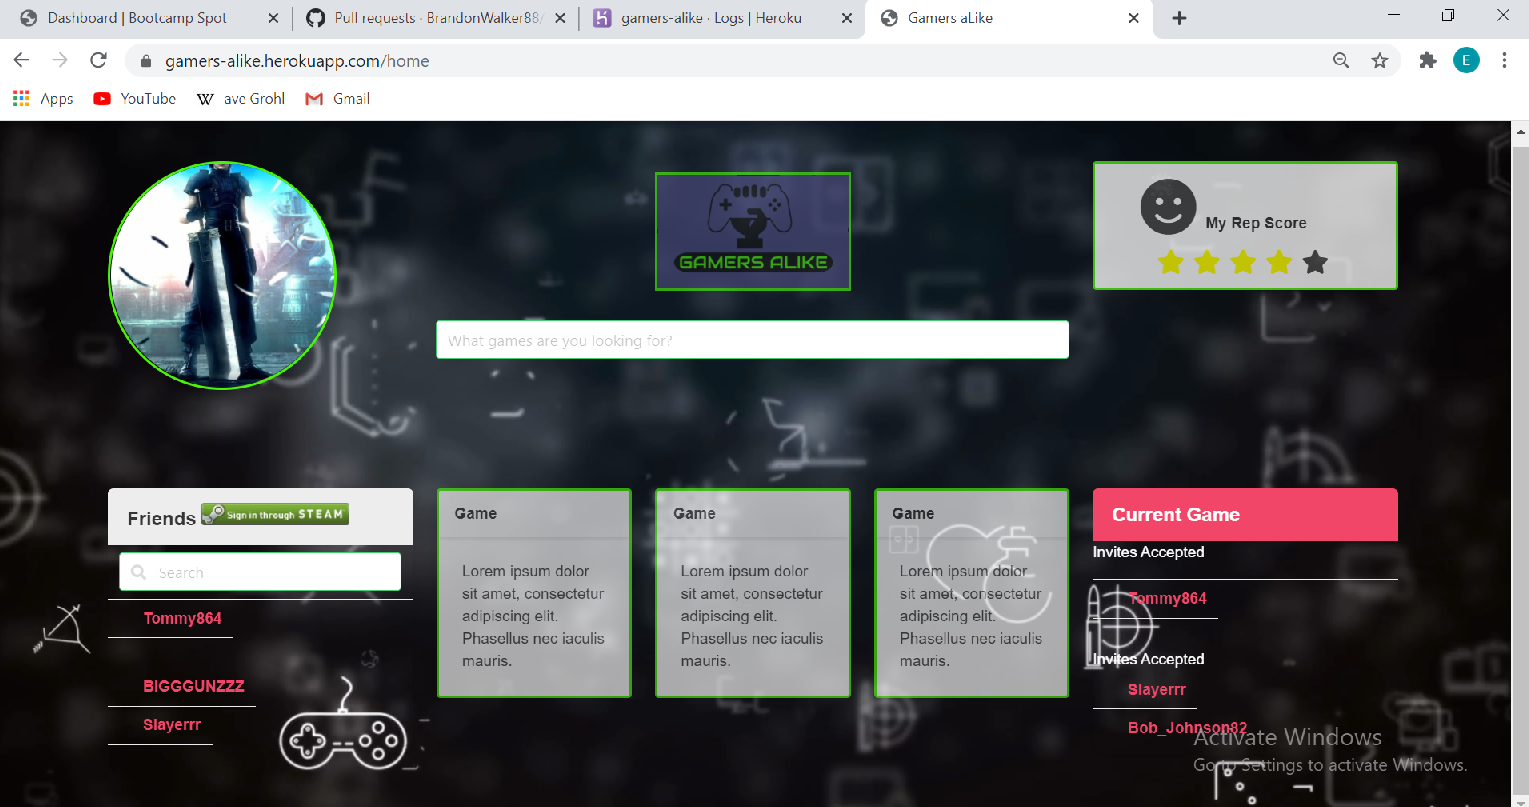 Dashboard | Bootcamp Spot
Pull requests · BrandonWalker88/
gamers-alike · Logs | Heroku
Gamers aLike
gamers-alike.herokuapp.com/home
E
Apps
YouTube
W ave Grohl
Gmail
GAMERS ALIKE
My Rep Score
What games are you looking for?
Friends Sign in through STEAM
Search
Tommy864
BIGGGUNZZZ
Slayerrr
Game
Lorem ipsum dolor
sit amet, consectetur
adipiscing elit.
Phasellus nec iaculis
mauris.
Game
Lorem ipsum dolor
sit amet, consectetur
adipiscing elit.
Phasellus nec iaculis
mauris.
Game
Lorem ipsum dolor
sit amet, consectetur
adipiscing elit.
Phasellus nec iaculis
mauris.
Current Game
Invites Accepted
Tommy864
Invites Accepted
Slayerrr
Bob_Johnson82
Activate Windows
Go to Settings to activate Windows.